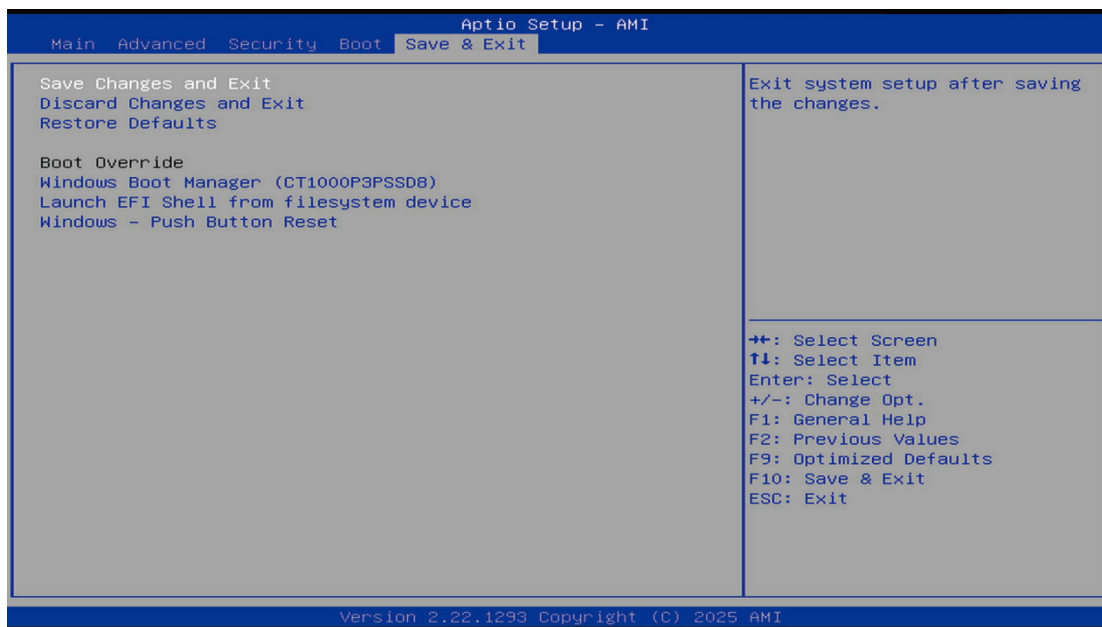 Aptio Setup – AMI
Main Advanced Security Boot Save & Exit
Save Changes and Exit
Discard Changes and Exit
Restore Defaults
Boot Override
Windows Boot Manager (CT1000P3PSSD8)
Launch EFI Shell from filesystem device
Windows – Push Button Reset
Exit system setup after saving
the changes.
→←: Select Screen
↑↓: Select Item
Enter: Select
+/-: Change Opt.
F1: General Help
F2: Previous Values
F9: Optimized Defaults
F10: Save & Exit
ESC: Exit
Version 2.22.1293 Copyright (C) 2025 AMI